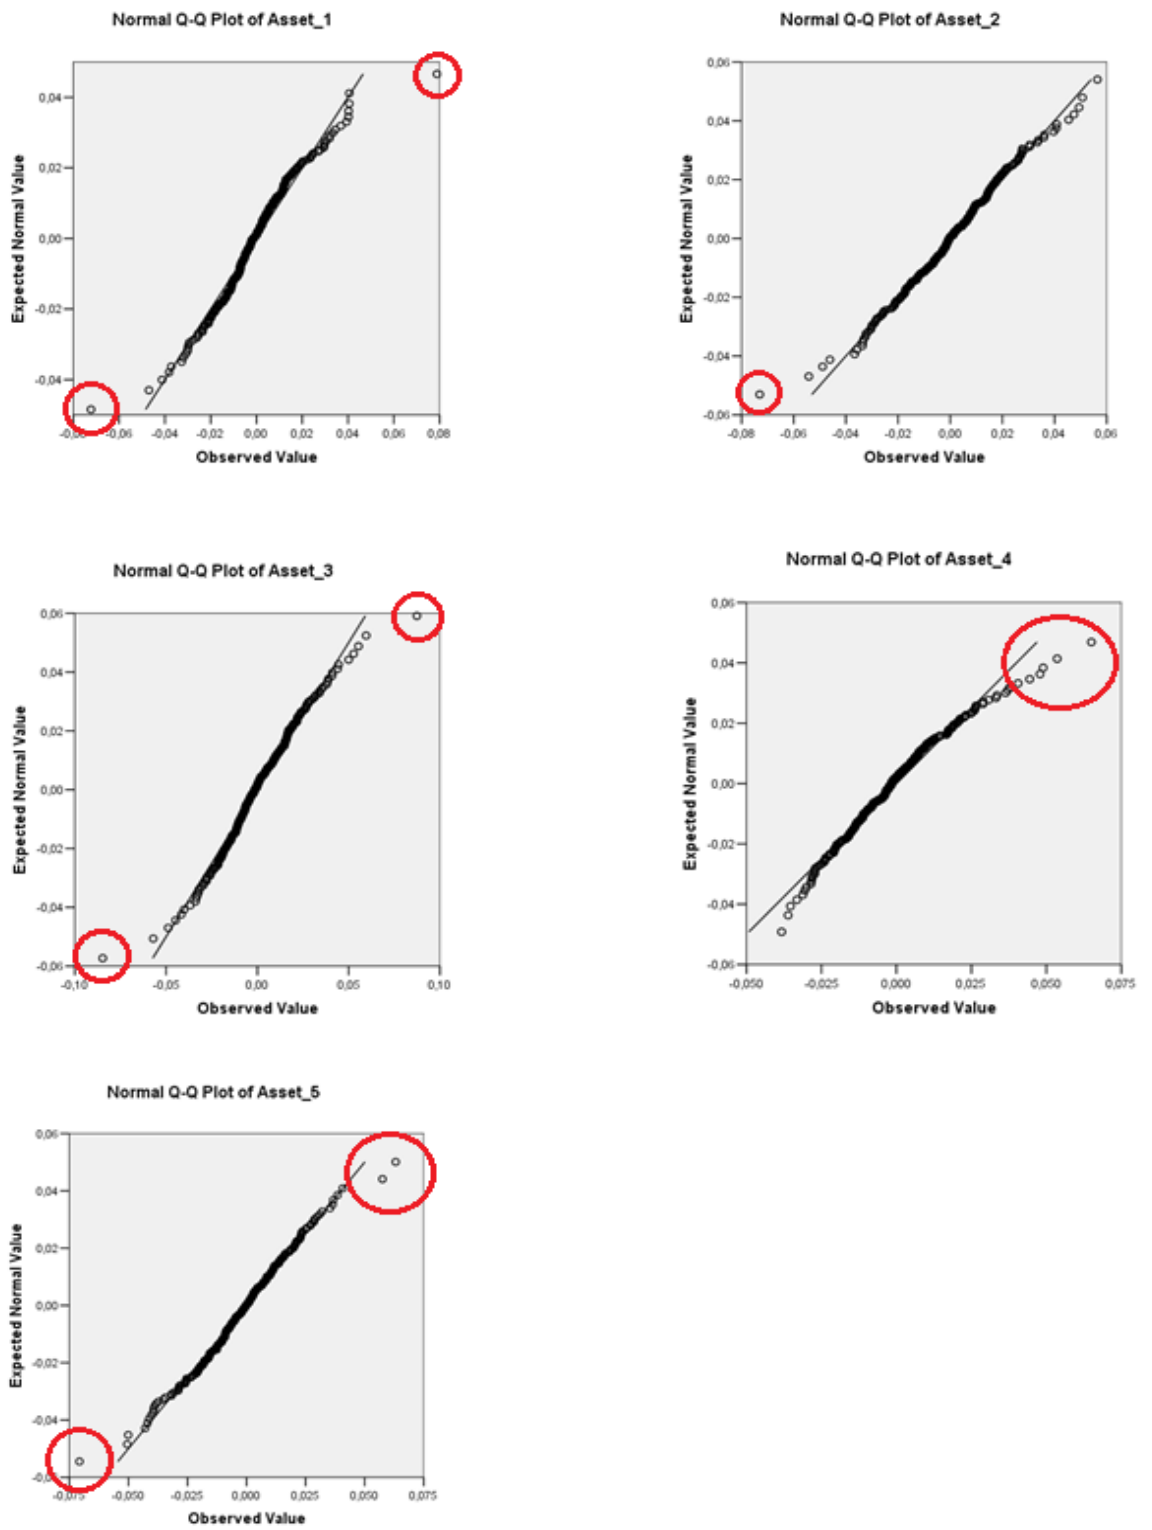 Normal Q-Q Plot of Asset_1
Expected Normal Value
0,04
0,02
0,00
-0,02
-0,04
-0,06 -0,04 -0,02 0,00 0,02 0,04 0,06 0,08
Observed Value
Normal Q-Q Plot of Asset_2
Expected Normal Value
0,06
0,04
0,02
0,00
-0,02
-0,04
-0,06
-0,08 -0,06 -0,04 -0,02 0,00 0,02 0,04 0,06
Observed Value
Normal Q-Q Plot of Asset_3
Expected Normal Value
0,06
0,04
0,02
0,00
-0,02
-0,04
-0,06
-0,10 -0,05 0,00 0,05 0,10
Observed Value
Normal Q-Q Plot of Asset_4
Expected Normal Value
0,06
0,04
0,02
0,00
-0,02
-0,04
-0,06
-0,050 -0,025 0,000 0,025 0,050 0,075
Observed Value
Normal Q-Q Plot of Asset_5
Expected Normal Value
0,06
0,04
0,02
0,00
-0,02
-0,04
-0,075 -0,050 -0,025 0,000 0,025 0,050 0,075
Observed Value